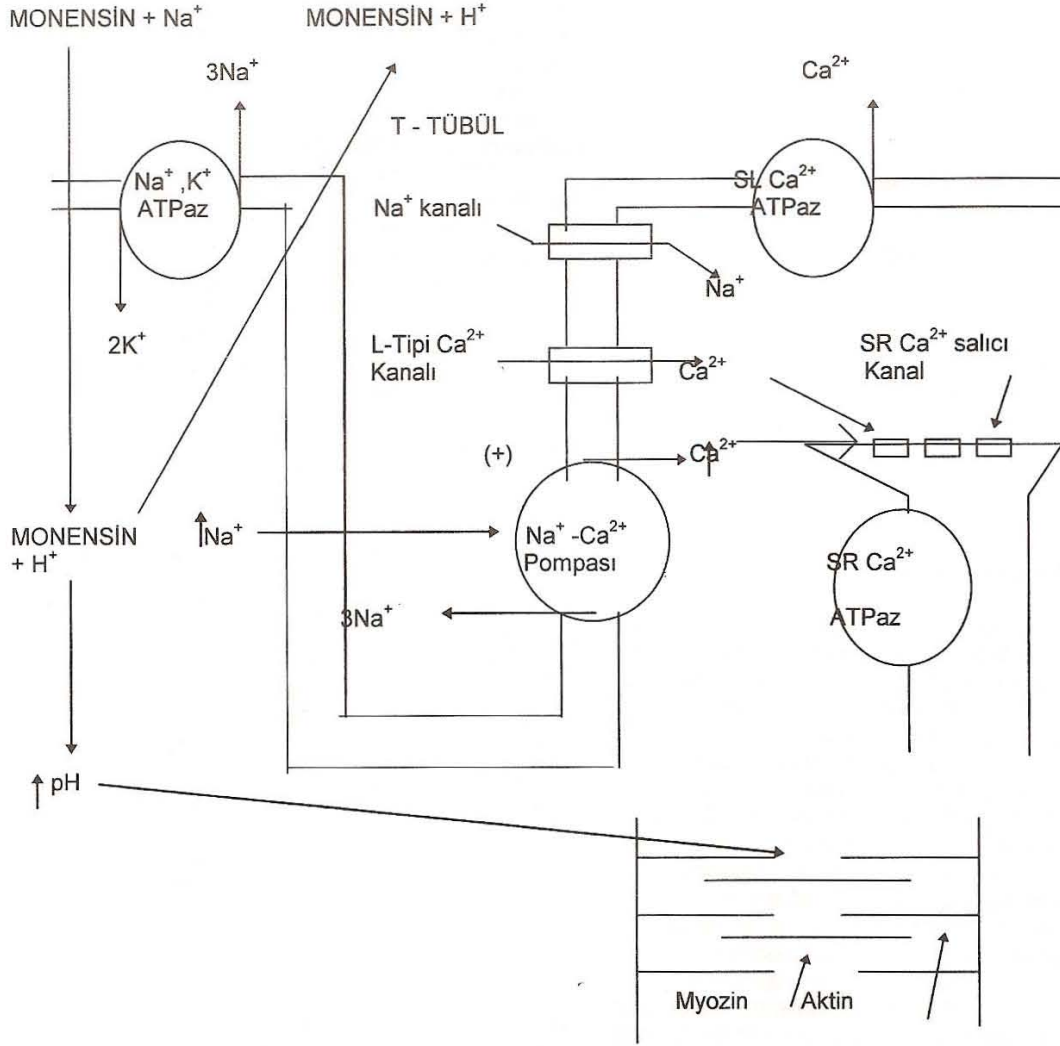 MONENSİN + Na⁺
MONENSİN + H⁺
3Na⁺
Ca²⁺
T - TÜBÜL
Na⁺ ,K⁺
ATPaz
SL Ca²⁺
ATPaz
Na⁺ kanalı
Na⁺
2K⁺
L-Tipi Ca²⁺
Kanalı
Ca²⁺
SR Ca²⁺ salıcı
Kanal
(+)
Ca²⁺
MONENSİN
+ H⁺
Na⁺
Na⁺ -Ca²⁺
Pompası
SR Ca²⁺
ATPaz
3Na⁺
pH
Myozin
Aktin